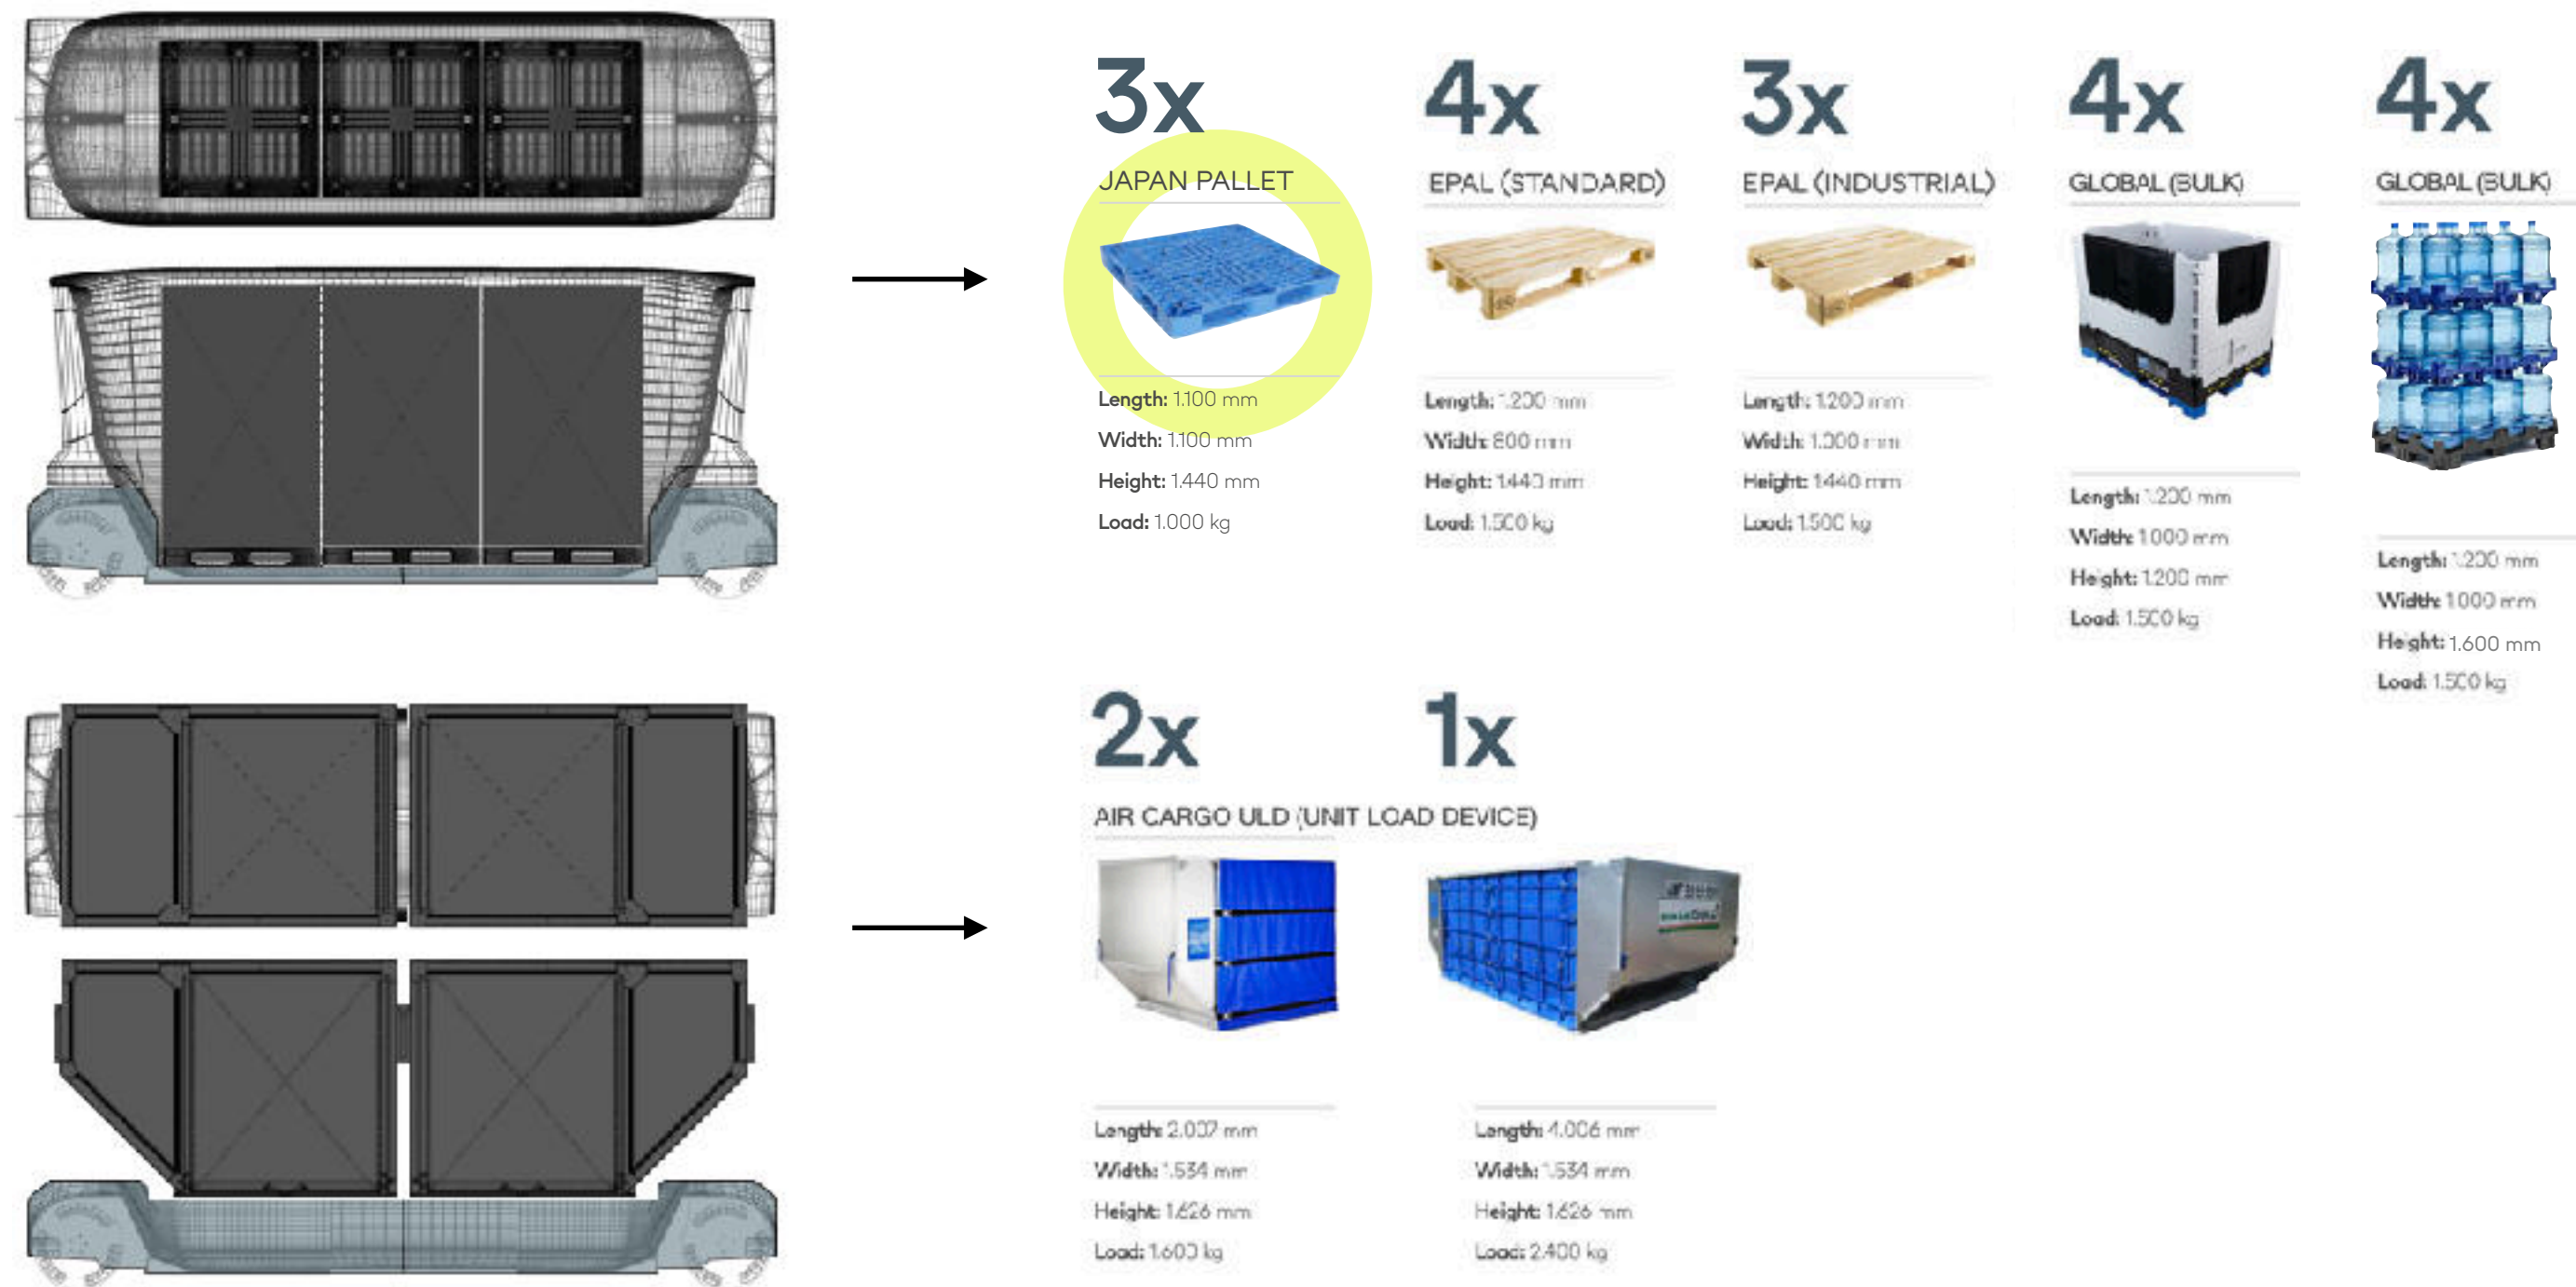 3x
JAPAN PALLET
Length: 1.100 mm
Width: 1.100 mm
Height: 1.440 mm
Load: 1.000 kg
4x
EPAL (STANDARD)
Length: 1.200 mm
Width: 800 mm
Height: 1.440 mm
Load: 1.500 kg
3x
EPAL (INDUSTRIAL)
Length: 1.200 mm
Width: 1.000 mm
Height: 1.440 mm
Load: 1.500 kg
4x
GLOBAL (BULK)
Length: 1.200 mm
Width: 1.000 mm
Height: 1.200 mm
Load: 1.500 kg
4x
GLOBAL (BULK)
Length: 1.200 mm
Width: 1.000 mm
Height: 1.600 mm
Load: 1.500 kg
2x
1x
AIR CARGO ULD (UNIT LOAD DEVICE)
Length: 2.007 mm
Width: 1.534 mm
Height: 1.626 mm
Load: 1.600 kg
Length: 4.006 mm
Width: 1.534 mm
Height: 1.626 mm
Load: 2.400 kg